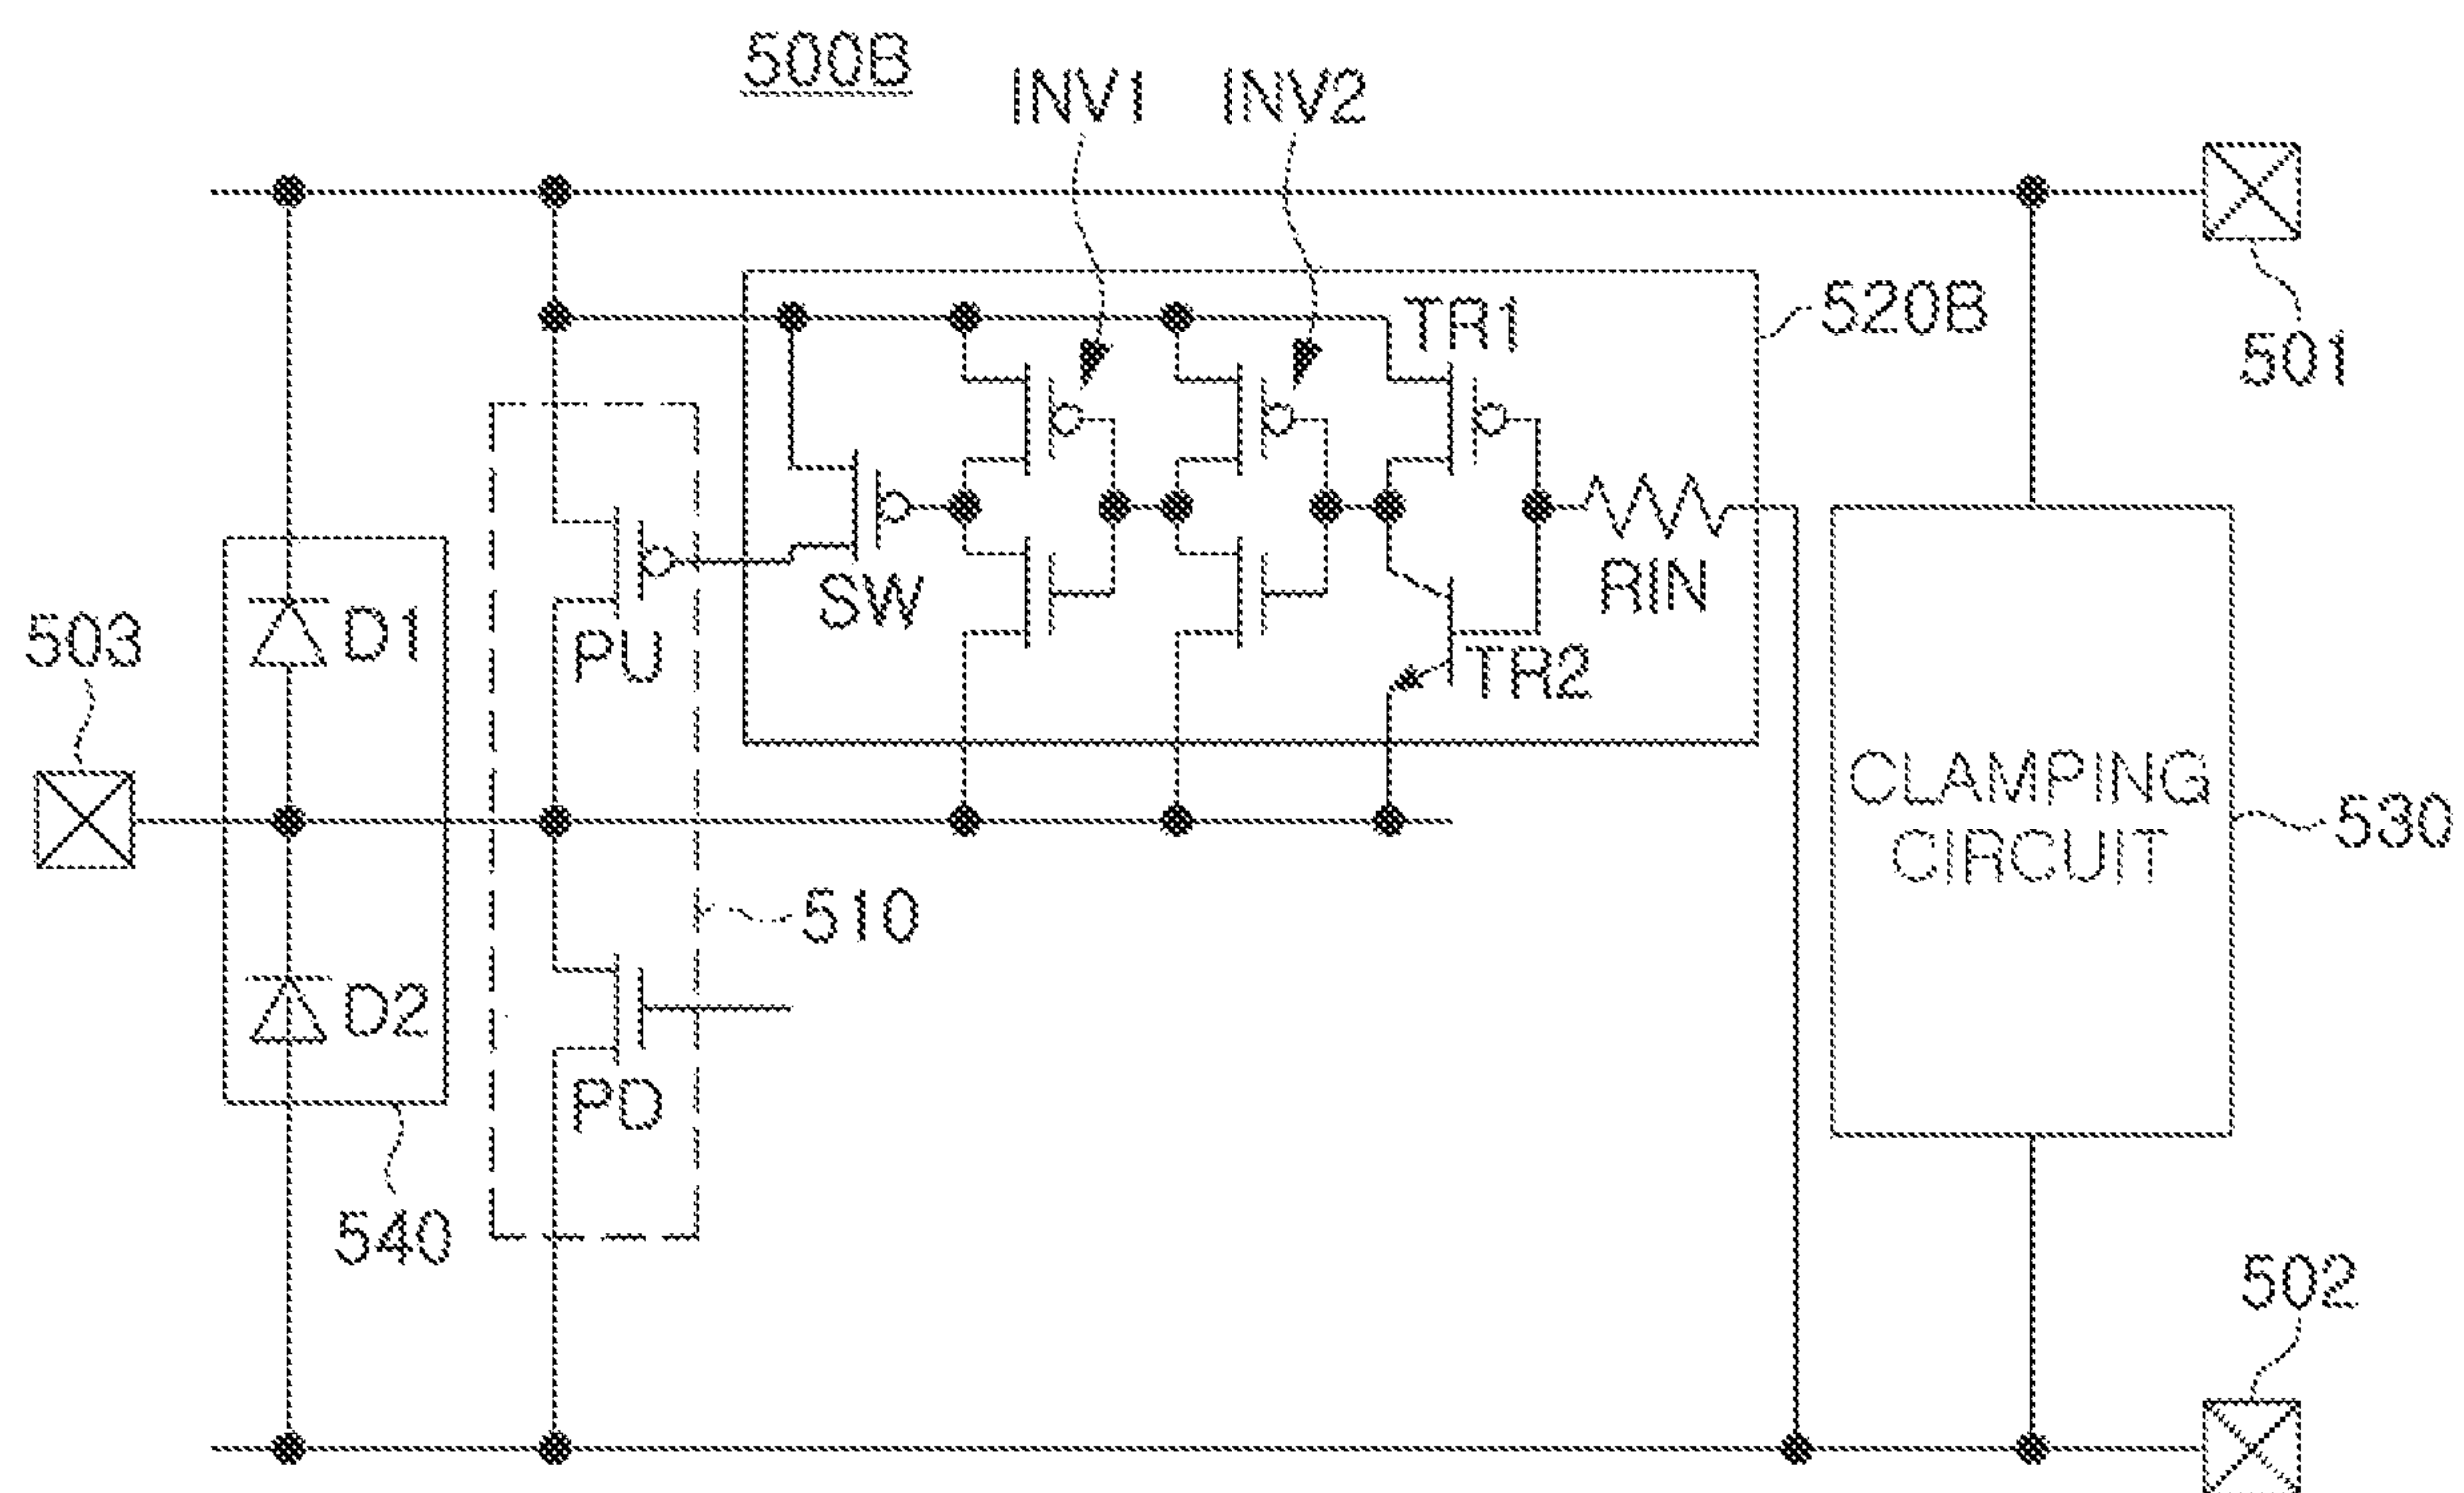 500B
INV1
INV2
501
520B
TR1
SW
RIN
TR2
PU
503
D1
CLAMPING
CIRCUIT
530
510
D2
PD
540
502